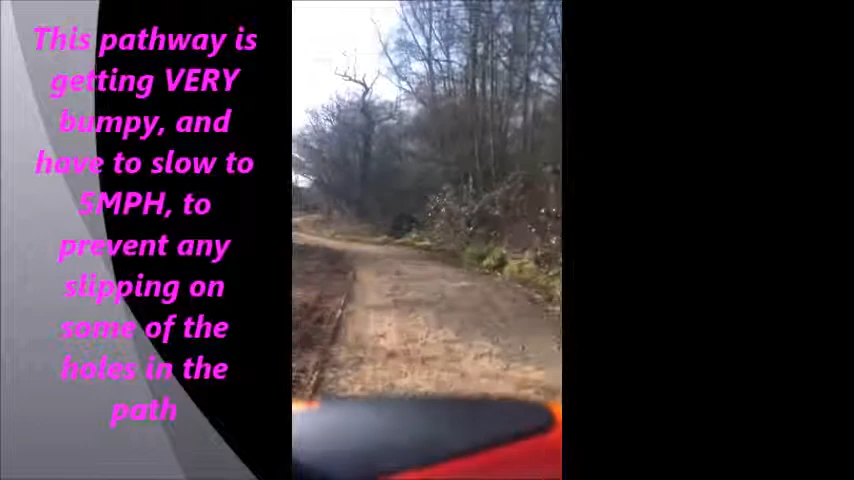 This pathway is
getting VERY
bumpy, and
have to slow to
5MPH, to
prevent any
slipping on
some of the
holes in the
path